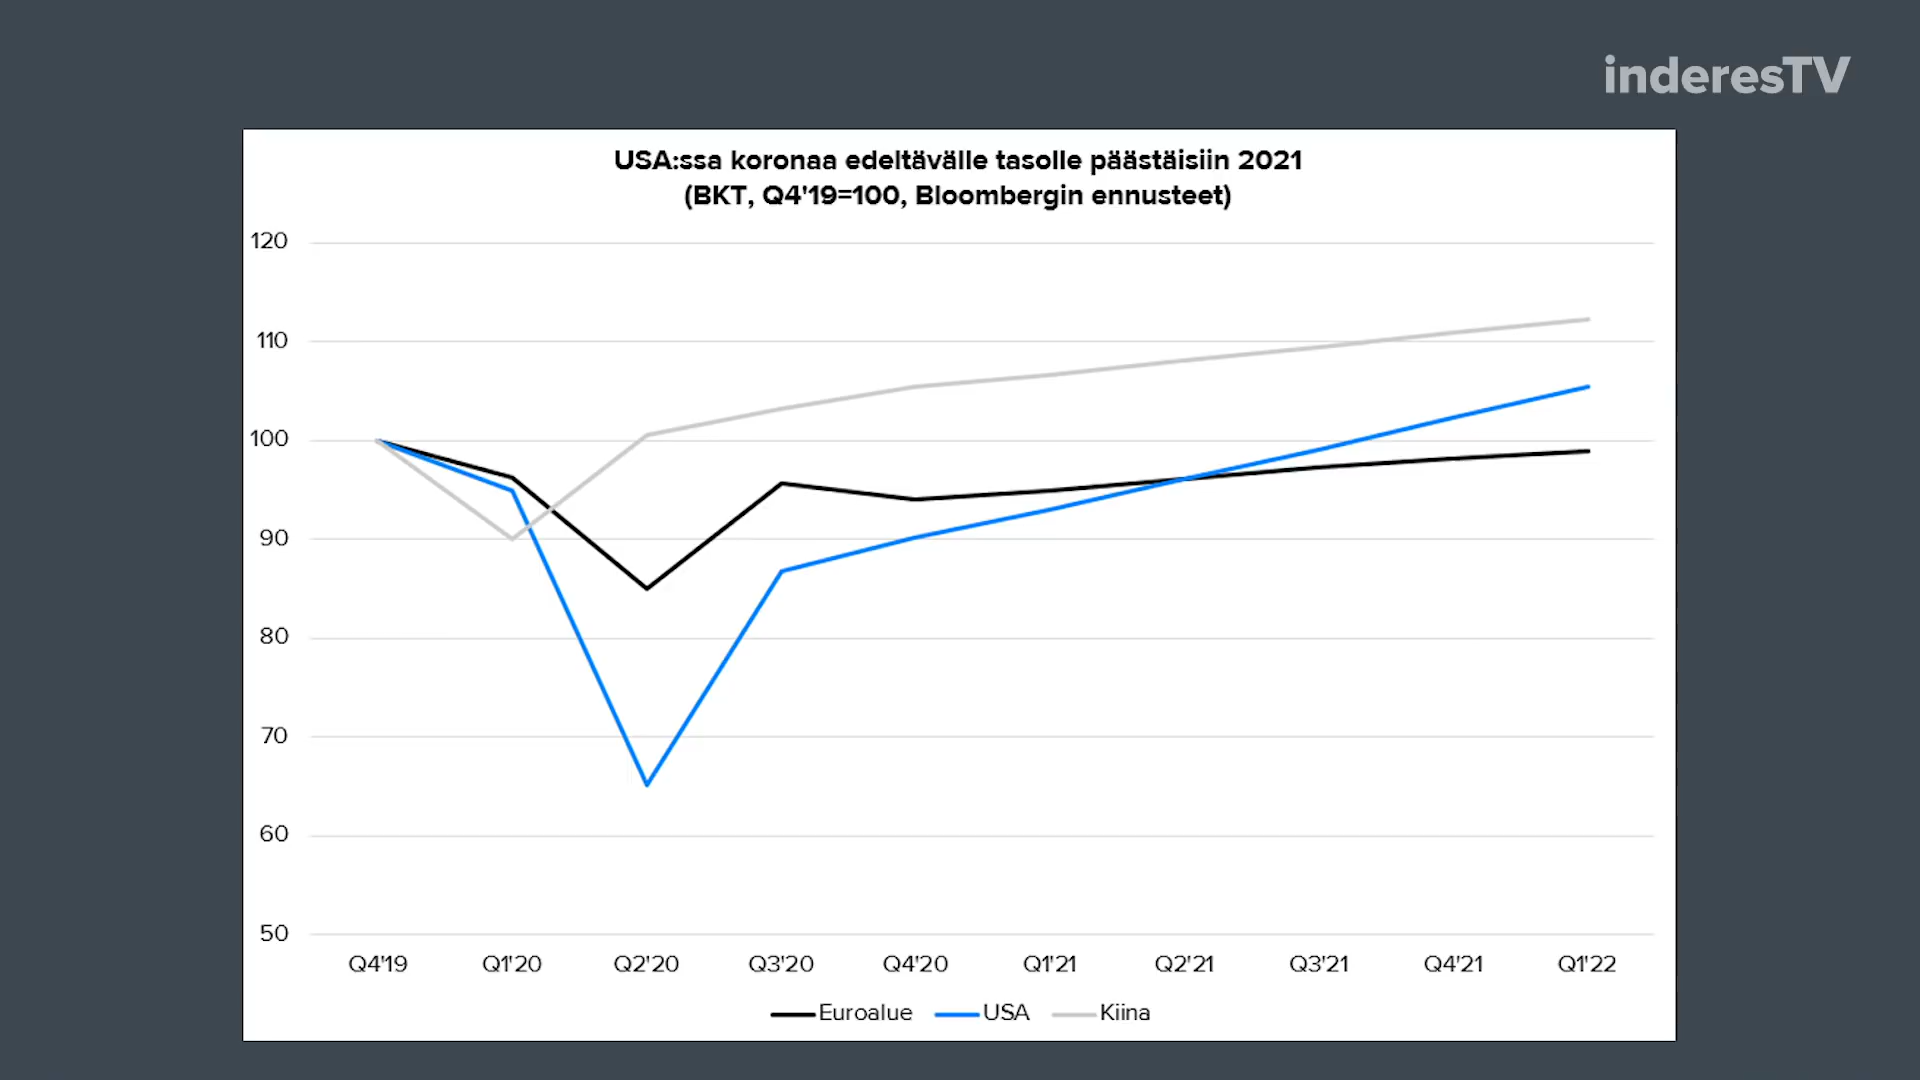 inderesTV
USA:ssa koronaa edeltävälle tasolle päästäisiin 2021
(BKT, Q4'19=100, Bloombergin ennusteet)
120
110
100
90
80
70
60
50
Q4'19 Q1'20 Q2'20 Q3'20 Q4'20 Q1'21 Q2'21 Q3'21 Q4'21 Q1'22
Euroalue USA Kiina